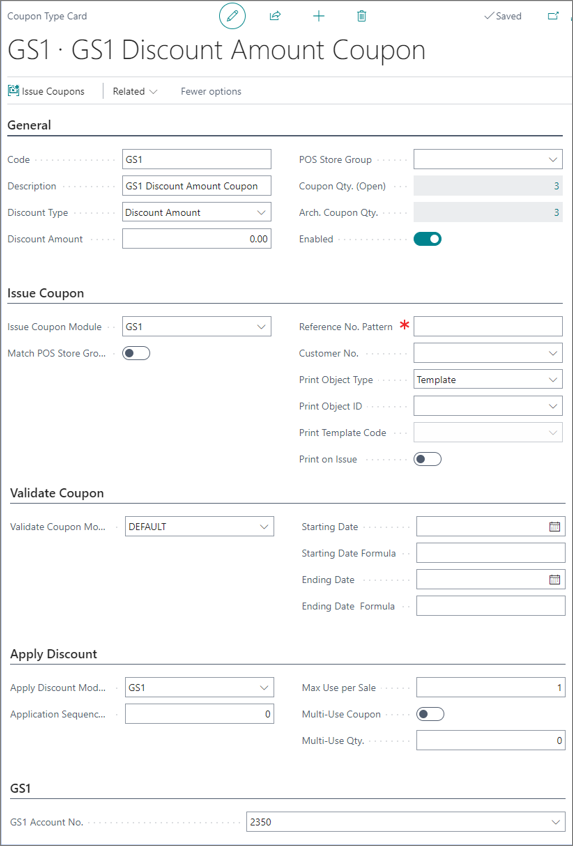 Coupon Type Card
Saved
GS1 · GS1 Discount Amount Coupon
Issue Coupons
Related
Fewer options
General
Code
GS1
POS Store Group
Description
GS1 Discount Amount Coupon
Coupon Qty. (Open)
3
Discount Type
Discount Amount
Arch. Coupon Qty.
3
Discount Amount
0.00
Enabled
Issue Coupon
Issue Coupon Module
GS1
Reference No. Pattern *
Match POS Store Gro...
Customer No.
Print Object Type
Template
Print Object ID
Print Template Code
Print on Issue
Validate Coupon
Validate Coupon Mo...
DEFAULT
Starting Date
Starting Date Formula
Ending Date
Ending Date Formula
Apply Discount
Apply Discount Mod...
GS1
Max Use per Sale
1
Application Sequenc...
0
Multi-Use Coupon
Multi-Use Qty.
0
GS1
GS1 Account No.
2350